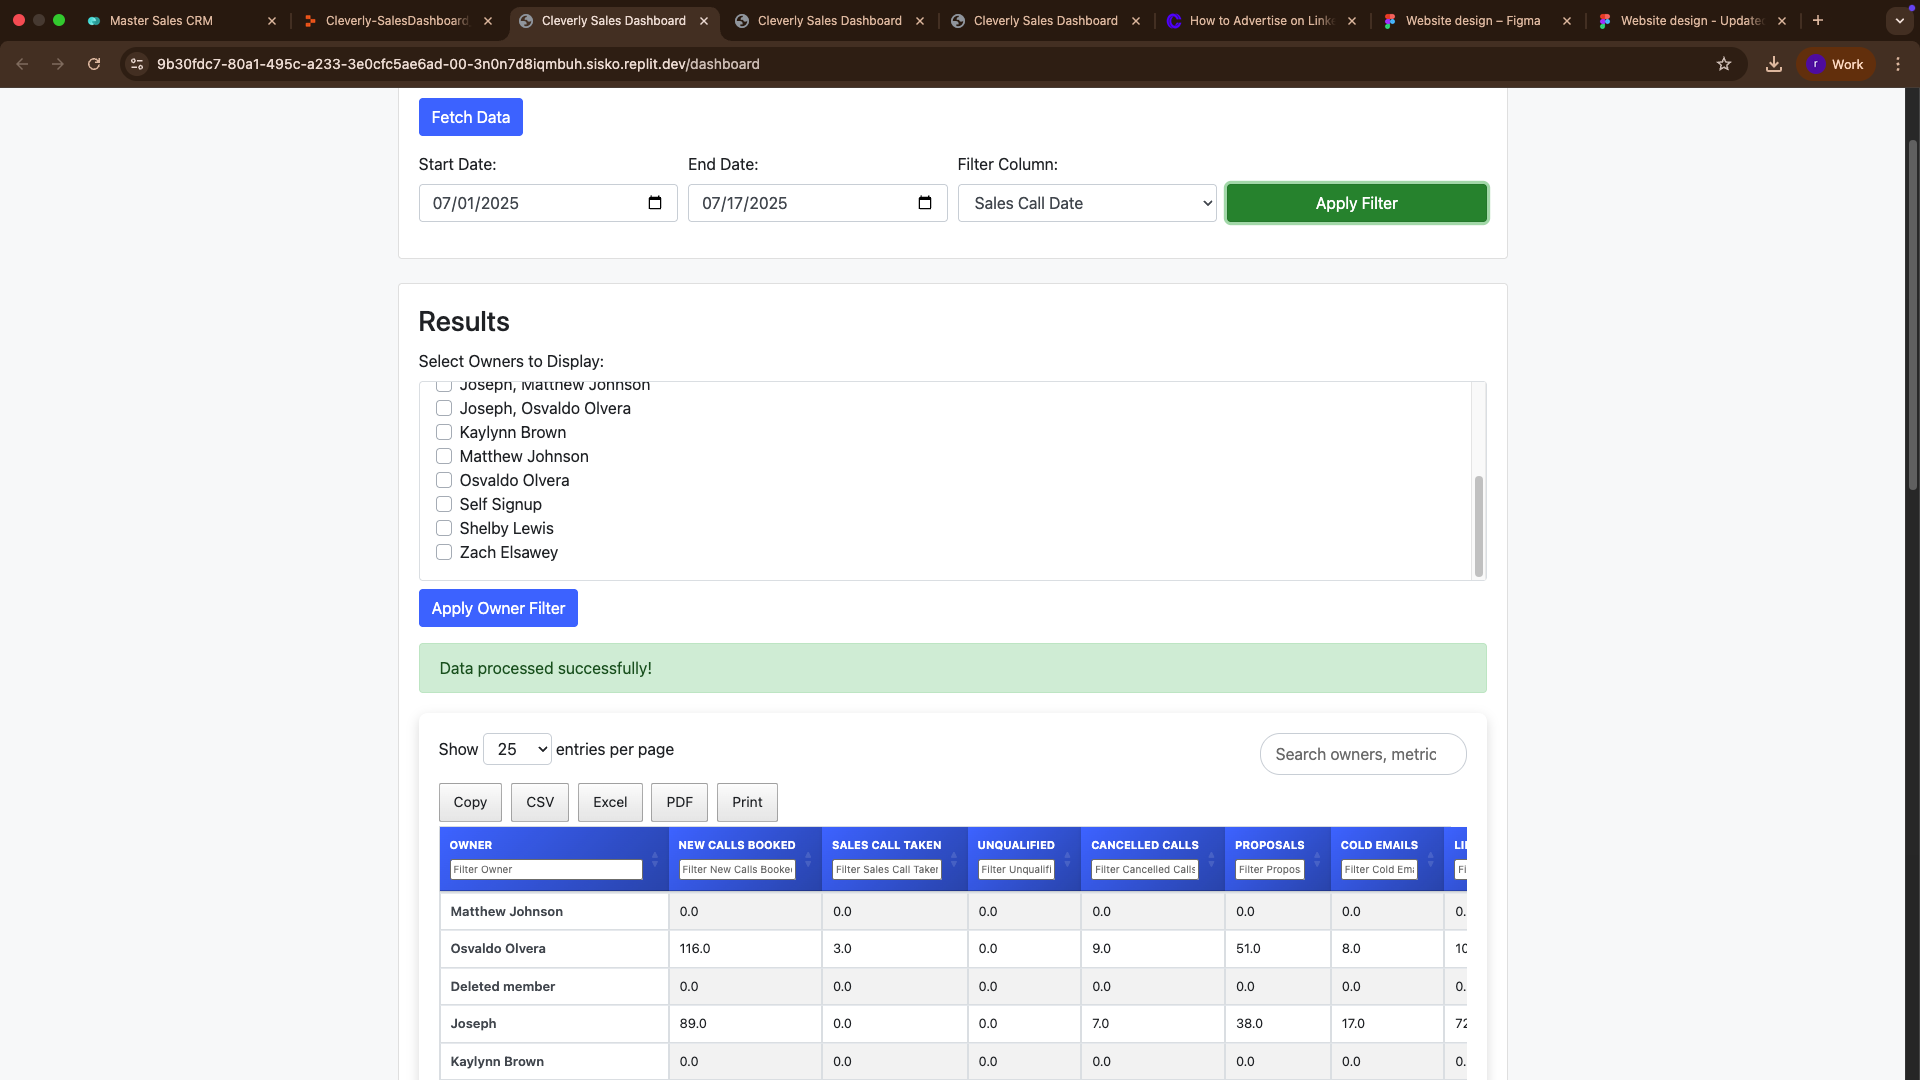 Master Sales CRM
Cleverly-SalesDashboard
Cleverly Sales Dashboard
Cleverly Sales Dashboard
Cleverly Sales Dashboard
How to Advertise on Linke
Website design – Figma
Website design - Updated
9b30fdc7-80a1-495c-a233-3e0cfc5ae6ad-00-3n0n7d8iqmbuh.sisko.replit.dev/dashboard
r Work
Fetch Data
Start Date: End Date: Filter Column:
07/01/2025 07/17/2025 Sales Call Date Apply Filter
Results
Select Owners to Display:
Joseph, Matthew Johnson
Joseph, Osvaldo Olvera
Kaylynn Brown
Matthew Johnson
Osvaldo Olvera
Self Signup
Shelby Lewis
Zach Elsawey
Apply Owner Filter
Data processed successfully!
Show 25 entries per page Search owners, metric
Copy CSV Excel PDF Print
OWNER NEW CALLS BOOKED SALES CALL TAKEN UNQUALIFIED CANCELLED CALLS PROPOSALS COLD EMAILS LI
Filter Owner Filter New Calls Booke Filter Sales Call Taker Filter Unqualifi Filter Cancelled Calls Filter Propos Filter Cold Ema Fi
Matthew Johnson 0.0 0.0 0.0 0.0 0.0 0.0 0.
Osvaldo Olvera 116.0 3.0 0.0 9.0 51.0 8.0 10
Deleted member 0.0 0.0 0.0 0.0 0.0 0.0 0.
Joseph 89.0 0.0 0.0 7.0 38.0 17.0 72
Kaylynn Brown 0.0 0.0 0.0 0.0 0.0 0.0 0.